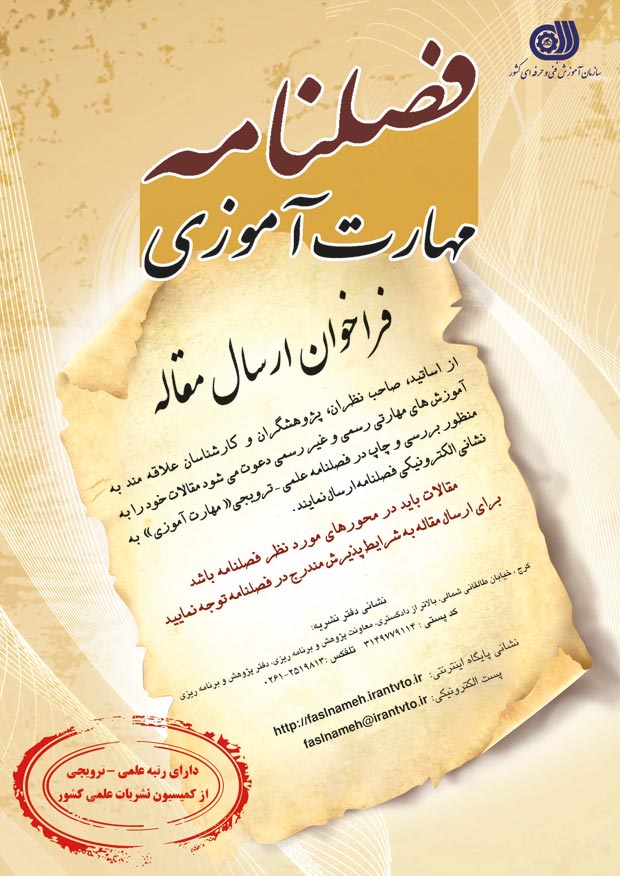 سازمان آموزش فنی و حرفه ای کشور
فصلنامه
مهارت آموزی
فراخوان ارسال مقاله
از اساتید، صاحب نظران، پژوهشگران و کارشناسان علاقه مند به
آموزش های مهارتی رسمی و غیر رسمی دعوت می شود مقالات خود را به
منظور بررسی و چاپ در فصلنامه علمی - ترویجی «مهارت آموزی» به
نشانی الکترونیکی فصلنامه ارسال نمایند.
مقالات باید در محورهای مورد نظر فصلنامه باشد
برای ارسال مقاله به شرایط پذیرش مندرج در فصلنامه توجه نمایید
نشانی دفتر نشریه:
کرج ، خیابان طالقانی شمالی، بالاتر از دادگستری، معاونت پژوهش و برنامه ریزی، دفتر پژوهش و برنامه ریزی
کد پستی : ۳۱۴۹۷۷۹۱۱۴ تلفکس :۲۵۱۹۸۱۳-۰۲۶۱
نشانی پایگاه اینترنتی: http://faslnameh.irantvto.ir
پست الکترونیکی: faslnameh@irantvto.ir
دارای رتبه علمی - ترویجی
از کمیسیون نشریات علمی کشور